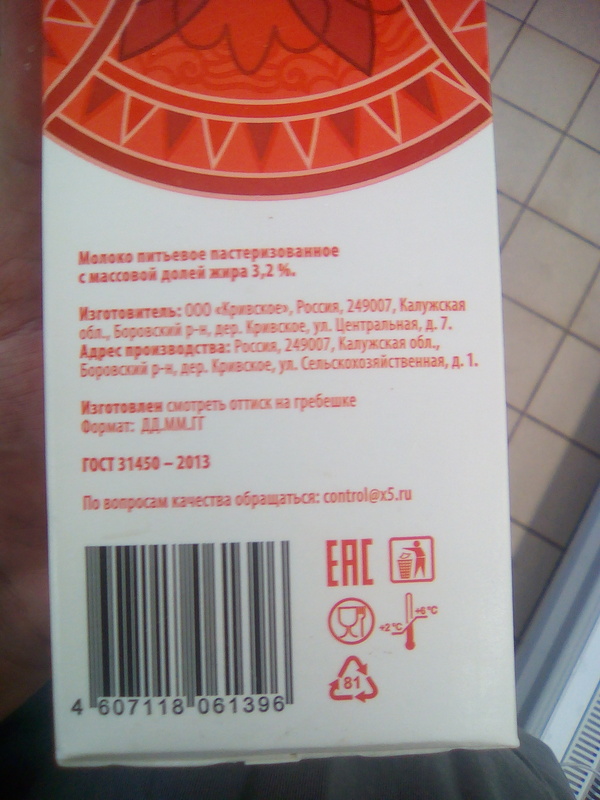 Молоко питьевое пастеризованное
с массовой долей жира 3,2 %.
Изготовитель: ООО «Кривское», Россия, 249007, Калужская
обл., Боровский р-н, дер. Кривское, ул. Центральная, д. 7.
Адрес производства: Россия, 249007, Калужская обл.,
Боровский р-н, дер. Кривское, ул. Сельскохозяйственная, д. 1.
Изготовлен смотреть оттиск на гребешке
Формат: ДД.ММ.ГГ
ГОСТ 31450 – 2013
По вопросам качества обращаться: control@x5.ru
EAC
+2 °C +6 °C
81
4 607118 061396